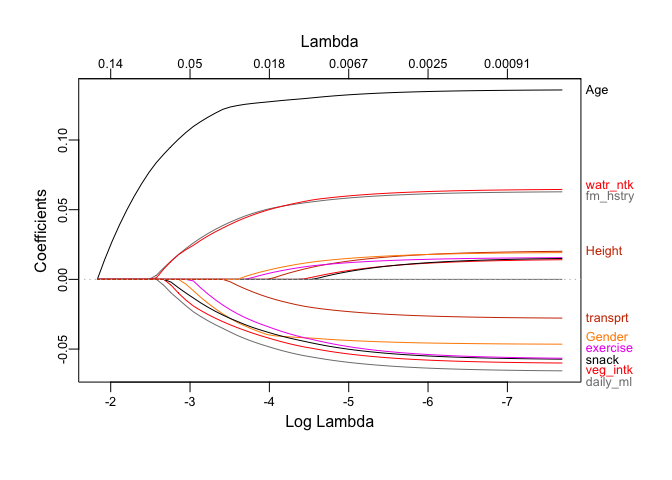 Lambda
0.14 0.05 0.018 0.0067 0.0025 0.00091
Age
0.10
watr_ntk
fm_hstry
0.05
Coefficients
Height
0.00
transprt
Gender
exercise
-0.05
snack
veg_intk
daily_ml
-2 -3 -4 -5 -6 -7
Log Lambda